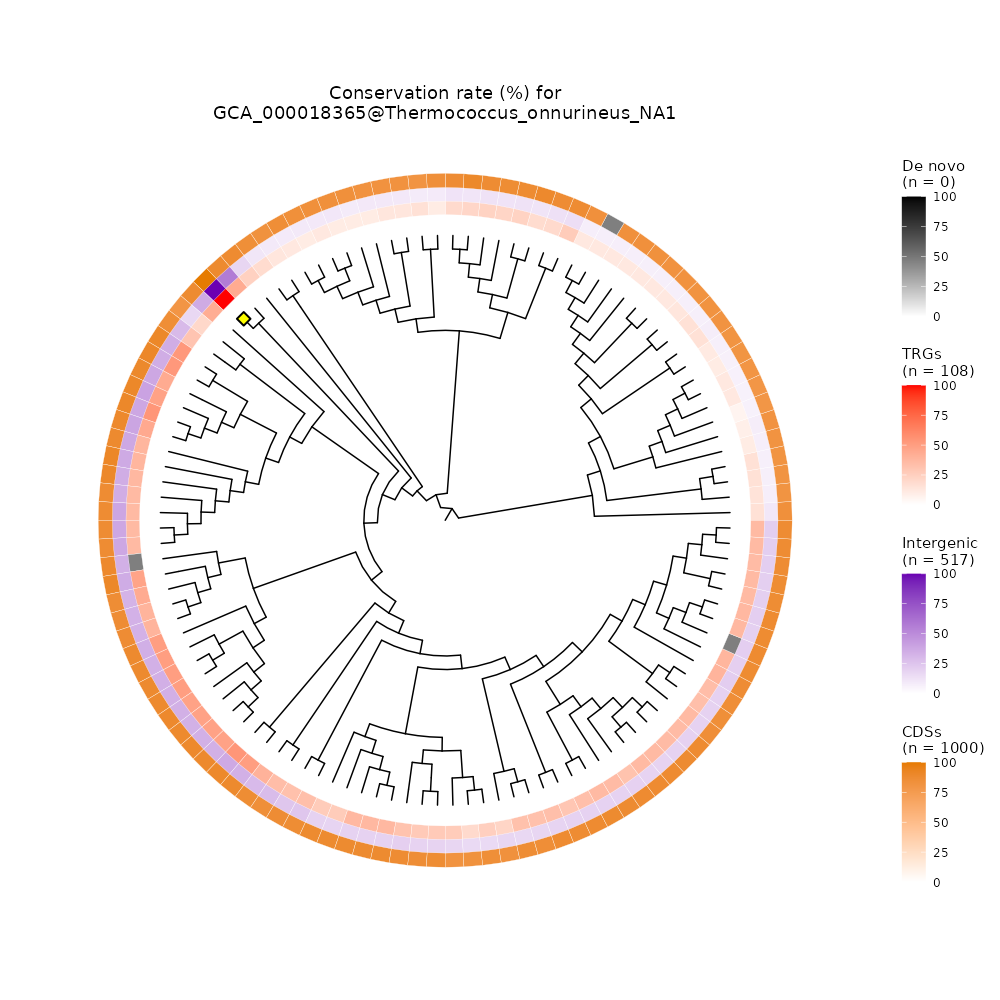 Conservation rate (%) for
GCA_000018365@Thermococcus_onnurineus_NA1
De novo
(n = 0)
100
75
50
25
0
TRGs
(n = 108)
100
75
50
25
0
Intergenic
(n = 517)
100
75
50
25
0
CDSs
(n = 1000)
100
75
50
25
0